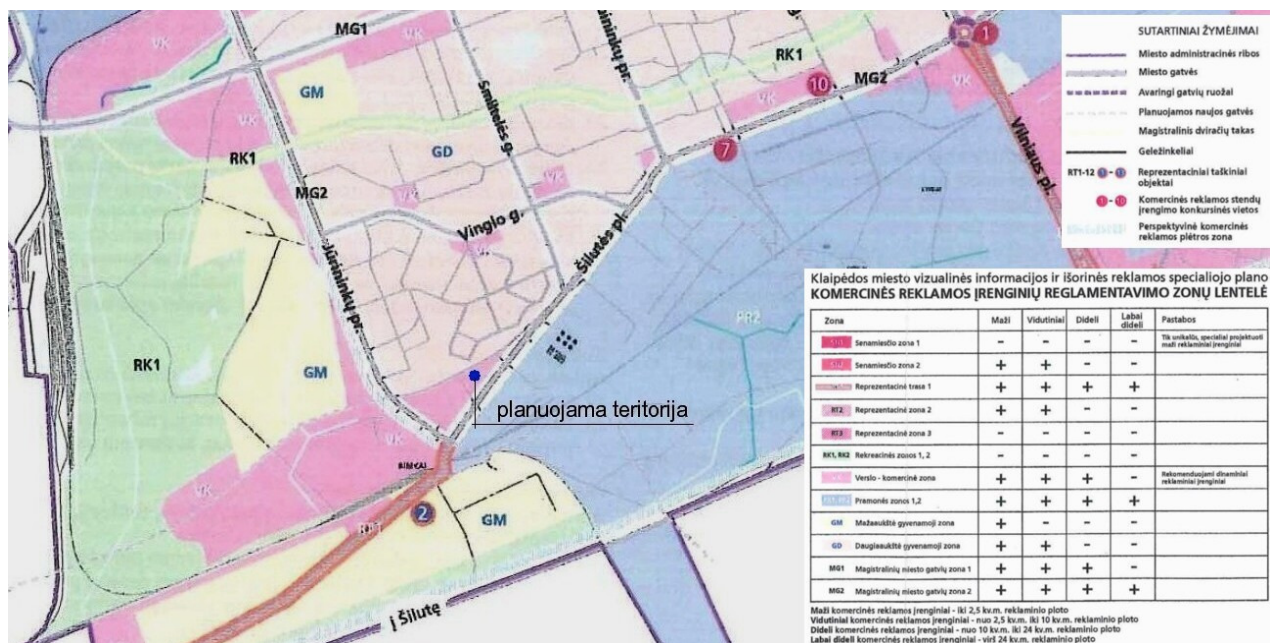 MG1
RK1
MG2
1
10
7
GM
VK
Smiltelės g.
Vilniaus pl.
GD
RK1
MG2
VK
VK
Vingio g.
VK
Šilutės pl.
Jūrininkų pr.
PR2
RK1
GM
planuojama teritorija
VK
RIMKAI
2
GM
į Šilutę
SUTARTINIAI ŽYMĖJIMAI
Miesto administracinės ribos
Miesto gatvės
Avaringi gatvių ruožai
Planuojamos naujos gatvės
Magistralinis dviračių takas
Geležinkeliai
RT1-12 Reprezentaciniai taškiniai
objektai
Komercinės reklamos stendų
įrengimo konkursinės vietos
Perspektyvinė komercinės
reklamos plėtros zona
Klaipėdos miesto vizualinės informacijos ir išorinės reklamos specialiojo plano
KOMERCINĖS REKLAMOS ĮRENGINIŲ REGLAMENTAVIMO ZONŲ LENTELĖ
Zona Maži Vidutiniai Dideli Labai dideli Pastabos
Senamiesčio zona 1 - - - - Tik unikalūs, specialiai projektuoti maži reklaminiai įrenginiai
Senamiesčio zona 2 + + - -
Reprezentacinė trasa 1 + + + +
RT2 Reprezentacinė zona 2 + + - -
RT3 Reprezentacinė zona 3 - - - -
RK1, RK2 Rekreacinės zonos 1, 2 - - - -
Verslo - komercinė zona + + + - Rekomenduojami dinaminiai reklaminiai įrenginiai
Pramonės zonos 1,2 + + + +
GM Mažaaukštė gyvenamoji zona + - - -
GD Daugiaaukštė gyvenamoji zona + + - -
MG1 Magistralinių miesto gatvių zona 1 + + + -
MG2 Magistralinių miesto gatvių zona 2 + + + +
Maži komercinės reklamos įrenginiai - iki 2,5 kv.m. reklaminio ploto
Vidutiniai komercinės reklamos įrenginiai - nuo 2,5 kv.m. iki 10 kv.m. reklaminio ploto
Dideli komercinės reklamos įrenginiai - nuo 10 kv.m. iki 24 kv.m. reklaminio ploto
Labai dideli komercinės reklamos įrenginiai - virš 24 kv.m. reklaminio ploto